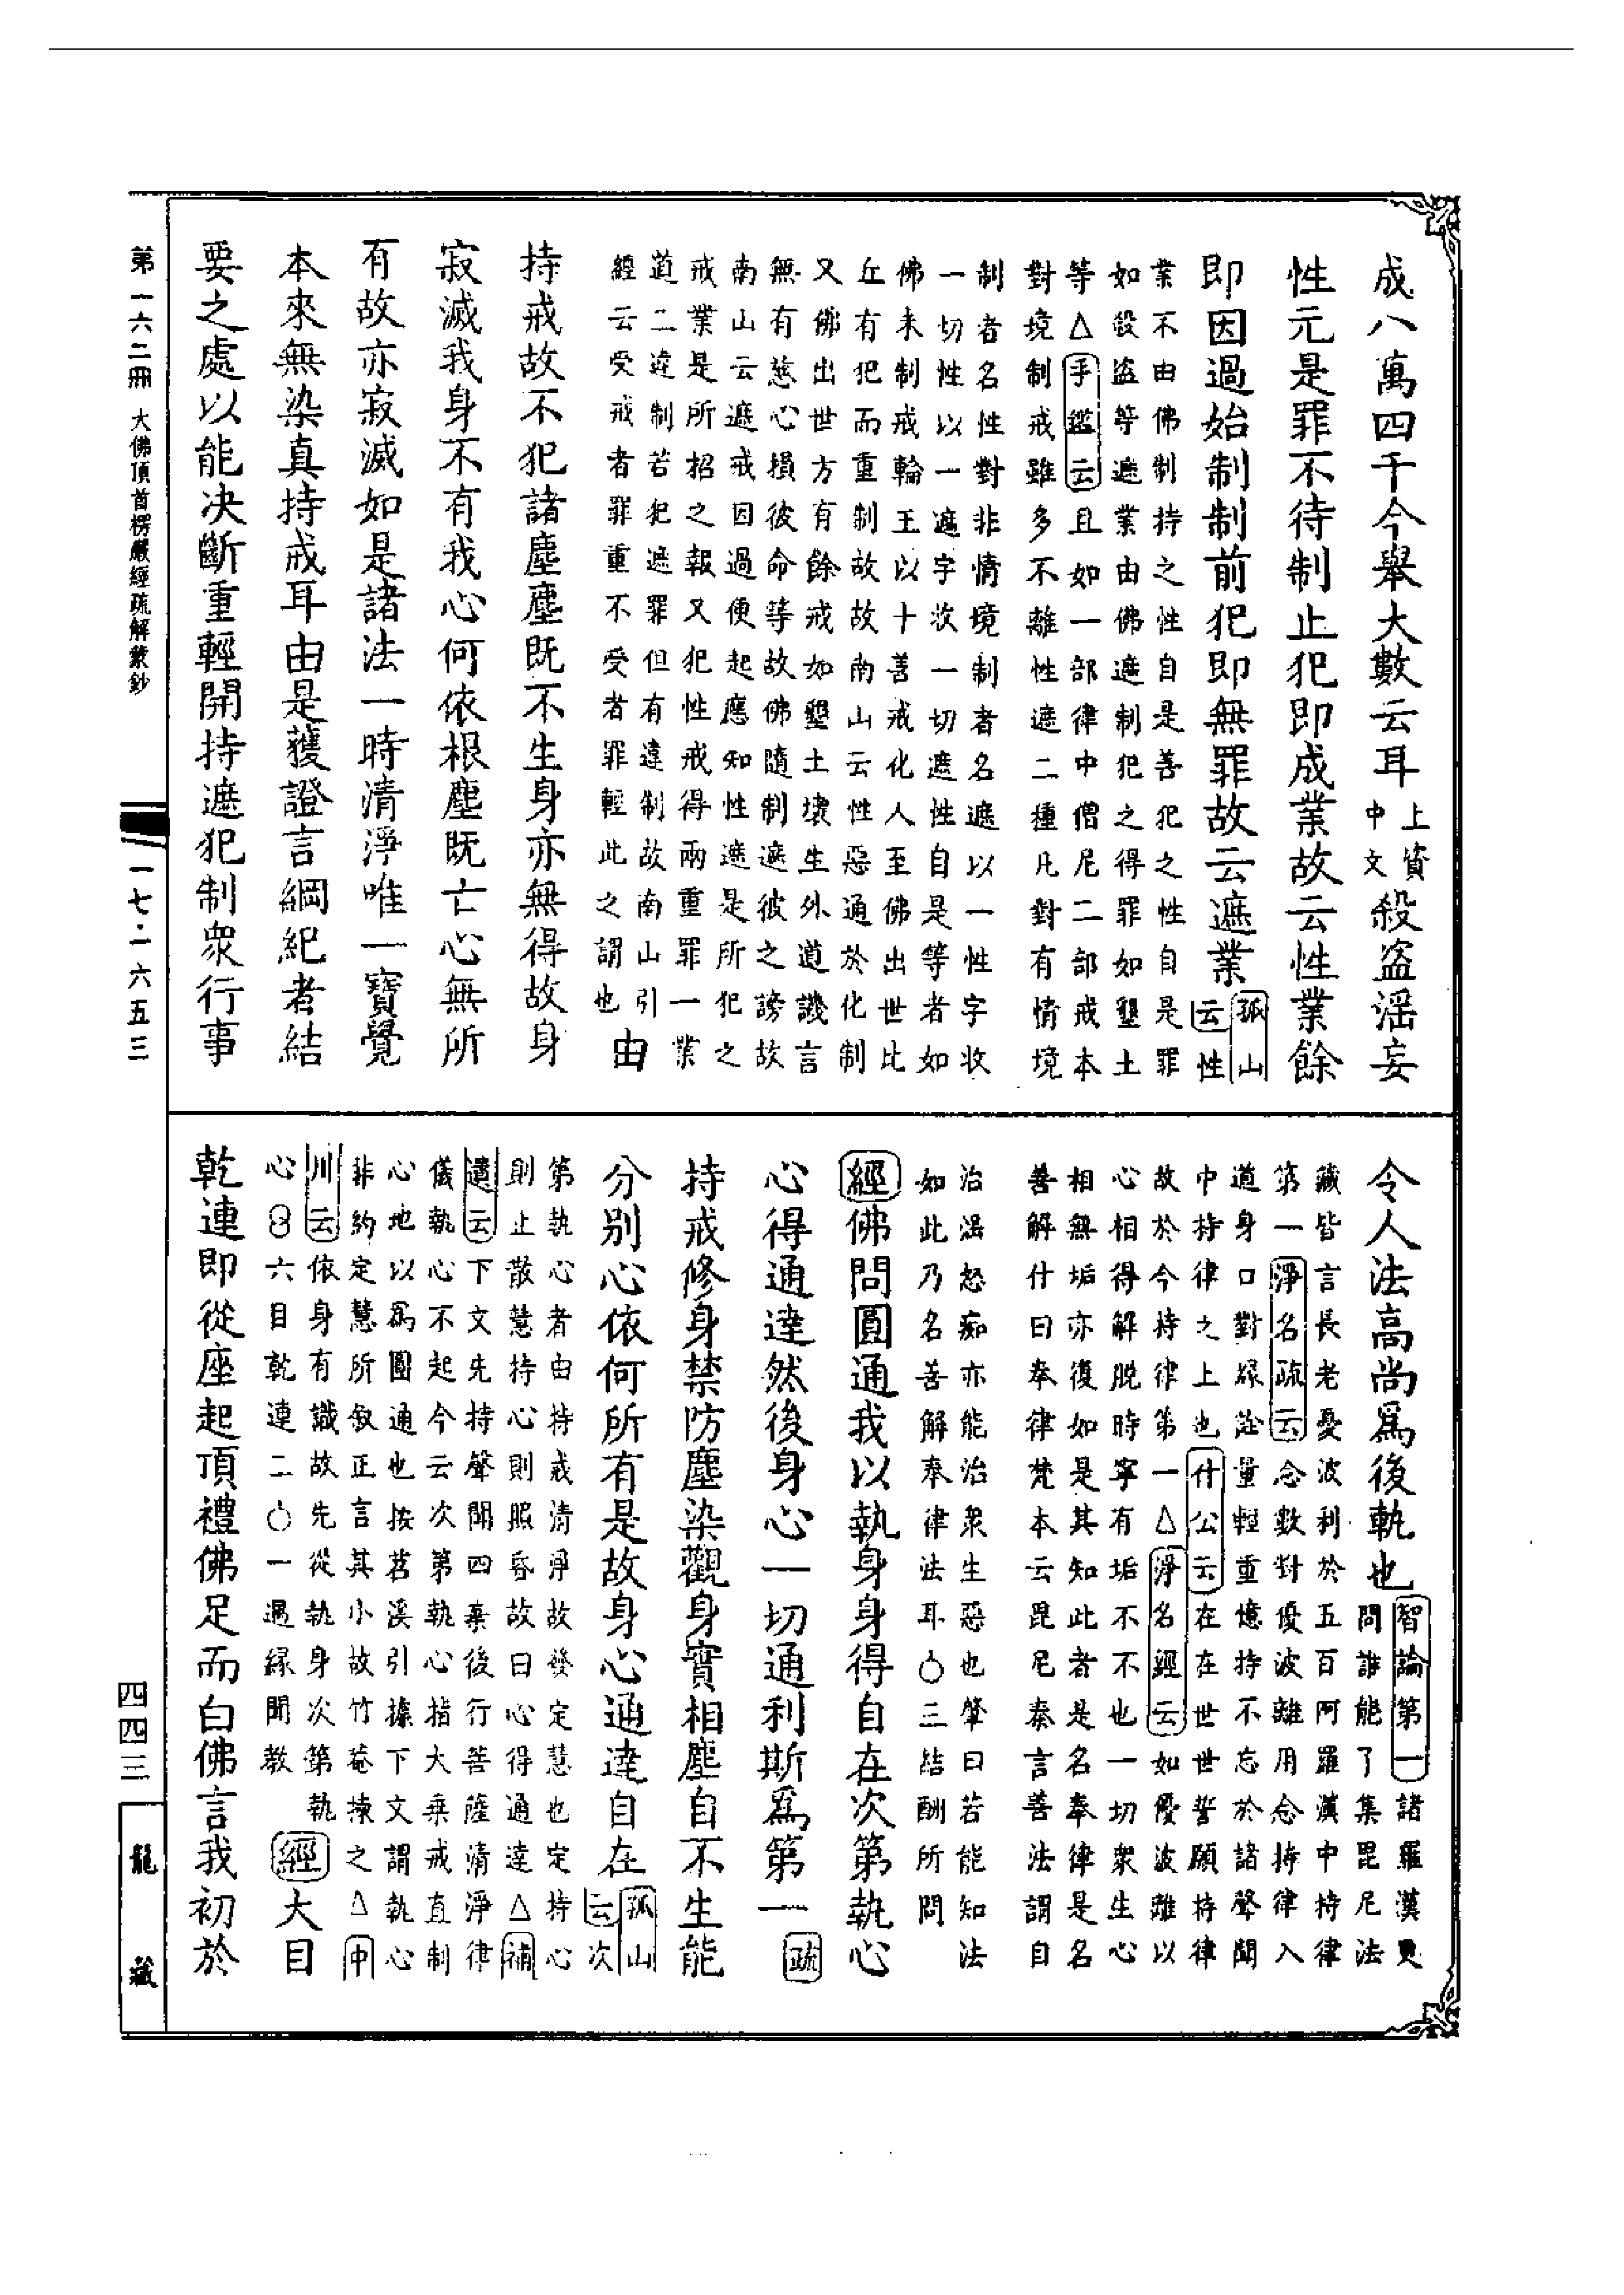 成八萬四千今舉大數云耳上資中文殺盜淫妄
性元是罪不待制止犯即成業故云性業餘
即因過始制制前犯即無罪故云遮業孤山云性
業不由佛制持之性自是善犯之性自是罪
如殺盜等遮業由佛遮制犯之得罪如墾土
等△手鑑云且如一部律中僧尼二部戒本
對境制戒雖多不離性遮二種凡對有情境
制者名性對非情境制者名遮以一性字收
一切性以一遮字次一切遮性自是等者如
佛未制戒輪王以十善戒化人至佛出世比
丘有犯而重制故故南山云性惡通於化制
又佛出世方有餘戒如墾土壞生外道譏言
無有慈心損彼命等故佛隨制遮彼之謗故
南山云遮戒因過便起應知性遮是所犯之
戒業是所招之報又犯性戒得兩重罪一業
道二違制若犯遮罪但有違制故南山引
經云受戒者罪重不受者罪輕此之謂也
由
持戒故不犯諸塵塵既不生身亦無得故身
寂滅我身不有我心何依根塵既亡心無所
有故亦寂滅如是諸法一時清淨唯一寶覺
本來無染真持戒耳由是獲證言綱紀者結
要之處以能决斷重輕開持遮犯制衆行事
令人法高尚爲後軌也智論第一諸羅漢更
問誰能了集毘尼法
藏皆言長老憂波利於五百阿羅漢中持律
第一淨名疏云念數對優波離用念持律入
道身口對緣詮量輕重憶持不忘於諸聲聞
中持律之上也什公云在在世世誓願持律
故於今持律第一△淨名經云如優波離以
心相得解脱時寧有垢不不也一切衆生心
相無垢亦復如是其知此者是名奉律是名
善解什曰奉律梵本云毘尼秦言善法謂自
治淫怒痴亦能治衆生惡也肇曰若能知法
如此乃名善解奉律法耳○三結酬所問
經佛問圓通我以執身身得自在次第執心
心得通達然後身心一切通利斯爲第一疏
持戒修身禁防塵染觀身實相塵自不生能
分别心依何所有是故身心通達自在孤山云次
第執心者由持戒清淨故發定慧也定持心
則止散慧持心則照昏故曰心得通達△補
遺云下文先持聲聞四棄後行菩薩清淨律
儀執心不起今云次第執心指大乘戒直制
心地以爲圓通也按苕溪引據下文謂執心
非約定慧所叙正言其小故竹菴揀之△中
川云依身有識故先從執身次第執
心 六目乾連二○一遇緣聞教
經大目
乾連即從座起頂禮佛足而白佛言我初於
第一六二冊 大佛頂首楞嚴經疏解蒙鈔
一七·一六五三
四四三
龍藏